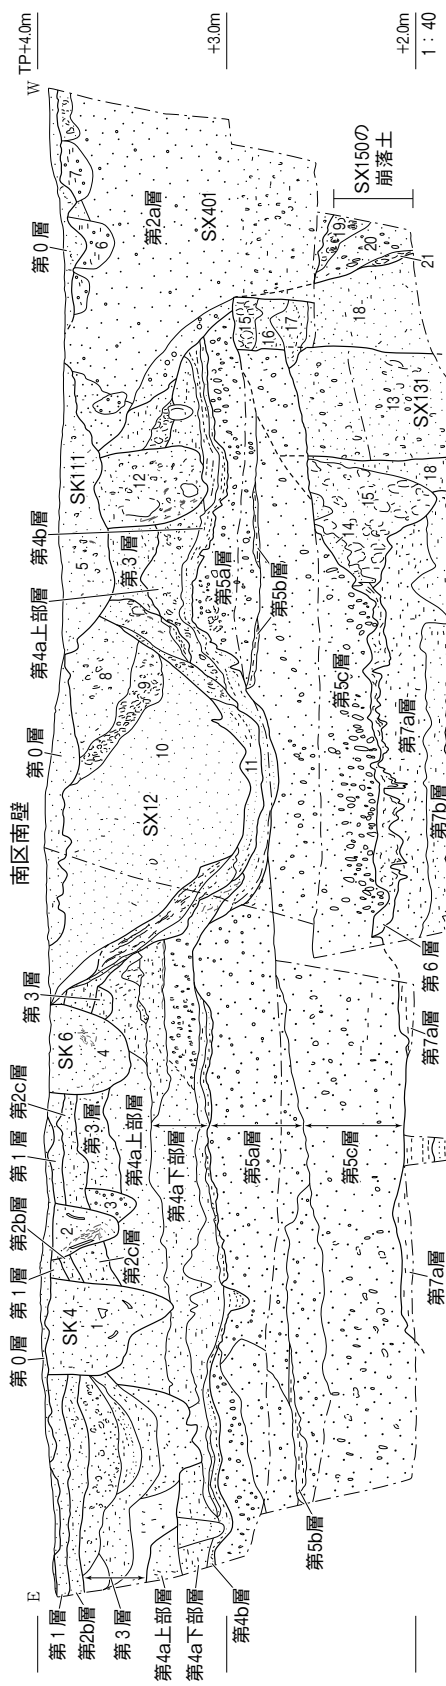 南区南壁
E
W
TP+4.0m
+3.0m
+2.0m
1：40
第1層
第2b層
第3層
第4a上部層
第4a下部層
第4b層
第5b層
第0層
第1層
第2b層
第1層
第2c層
第3層
SK4
1
2
3
第2c層
第3層
SK6
4
第4a上部層
第4a下部層
第5a層
第5c層
第7a層
第7a層
第6層
第7b層
第7a層
第5c層
第0層
SX12
8
9
10
11
第4a上部層
第3層
第4b層
第5a層
第5b層
SK111
5
12
第0層
6
7
第2a層
SX401
15
16
17
14
15
18
13
SX131
18
19
20
21
SX150の
崩落土